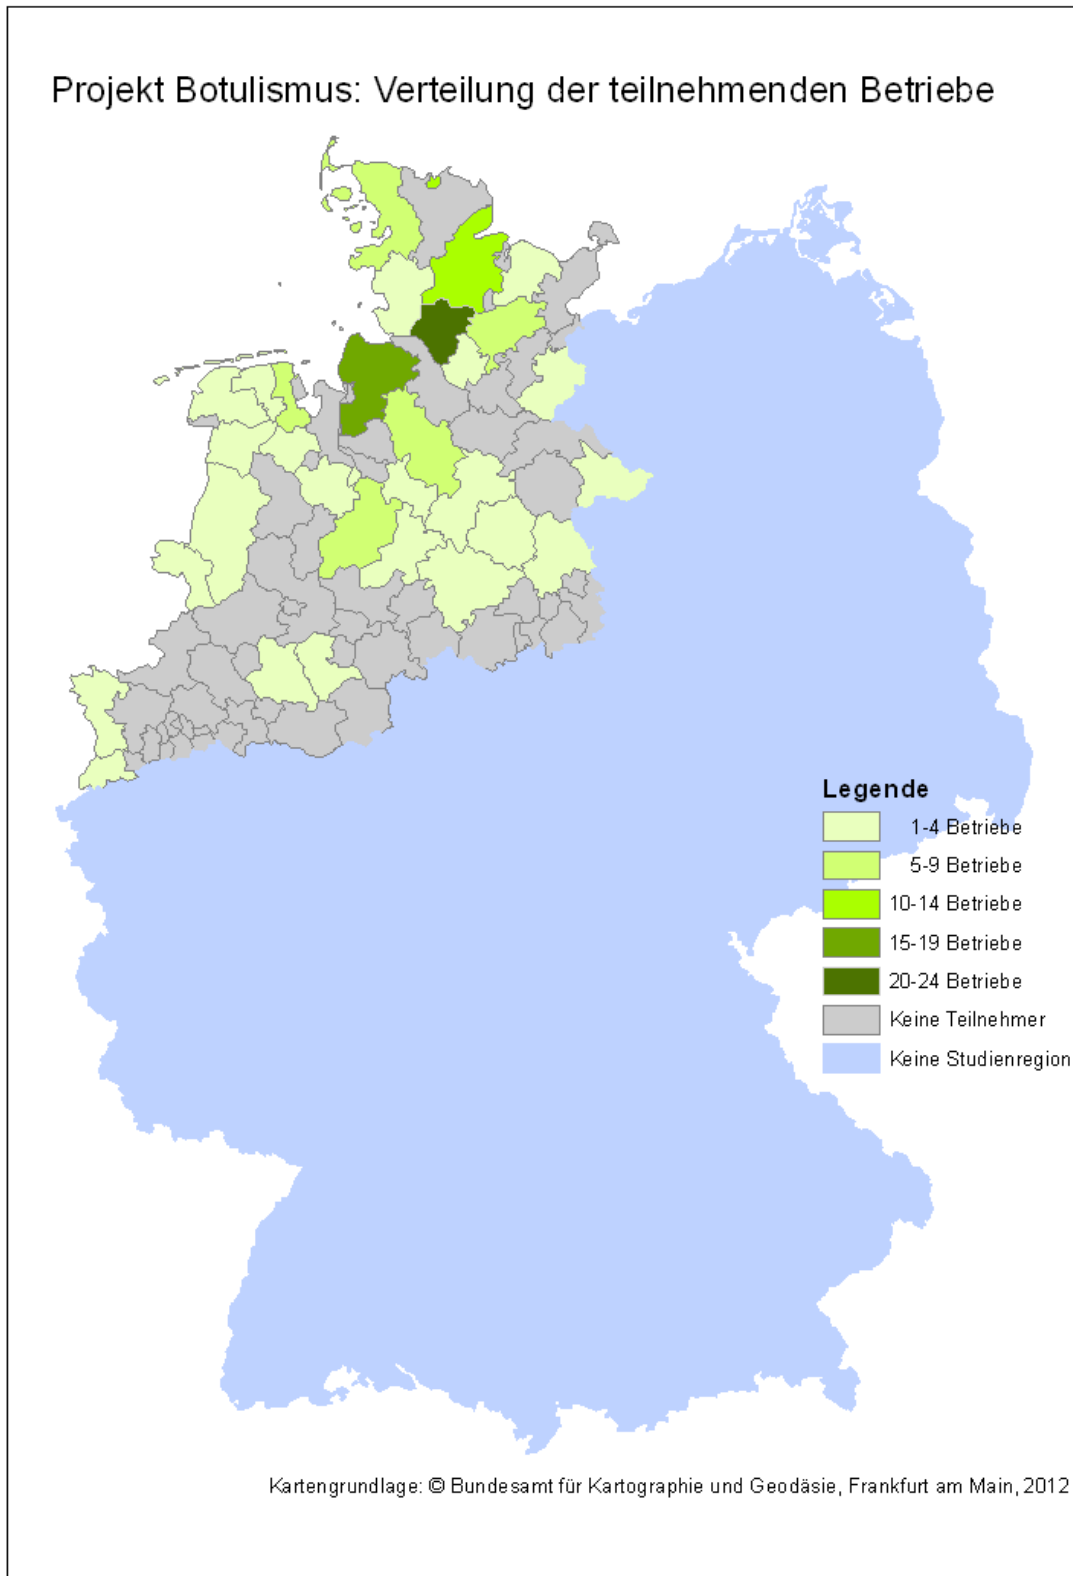 Projekt Botulismus: Verteilung der teilnehmenden Betriebe
Legende
1-4 Betriebe
5-9 Betriebe
10-14 Betriebe
15-19 Betriebe
20-24 Betriebe
Keine Teilnehmer
Keine Studienregion
Kartengrundlage: © Bundesamt für Kartographie und Geodäsie, Frankfurt am Main, 2012